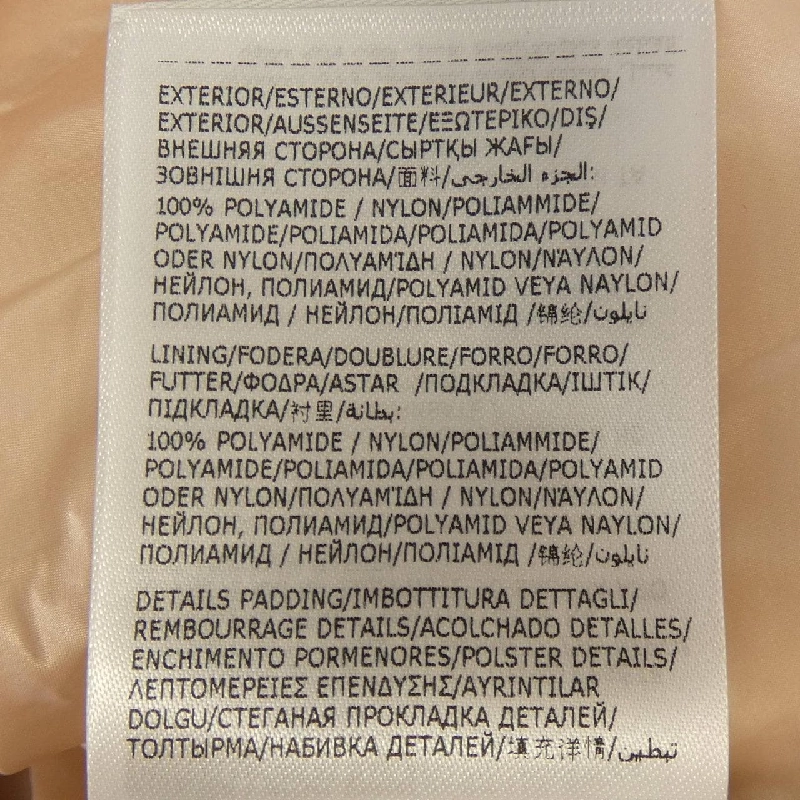 EXTERIOR/ESTERNO/EXTERIEUR/EXTERNO/
EXTERIOR/AUSSENSEITE/ΕΞΩΤΕΡΙΚΟ/DIŞ/
ВНЕШНЯЯ СТОРОНА/СЫРТҚЫ ЖАҒЫ/
ЗОВНІШНЯ СТОРОНА/面料/الجزء الخارجي:
100% POLYAMIDE / NYLON/POLIAMMIDE/
POLYAMIDE/POLIAMIDA/POLIAMIDA/POLYAMID
ODER NYLON/ΠΟΛΥΑΜΊΔΗ / NYLON/ΝΆΥΛΟΝ/
НЕЙЛОН, ПОЛИАМИД/POLYAMID VEYA NAYLON/
ПОЛИАМИД / НЕЙЛОН/ПОЛІАМІД /锦纶/نايلون
LINING/FODERA/DOUBLURE/FORRO/FORRO/
FUTTER/ΦΟΔΡΑ/ASTAR /ПОДКЛАДКА/ІШТІК/
ПІДКЛАДКА/衬里/بطانة:
100% POLYAMIDE / NYLON/POLIAMMIDE/
POLYAMIDE/POLIAMIDA/POLIAMIDA/POLYAMID
ODER NYLON/ΠΟΛΥΑΜΊΔΗ / NYLON/ΝΆΥΛΟΝ/
НЕЙЛОН, ПОЛИАМИД/POLYAMID VEYA NAYLON/
ПОЛИАМИД / НЕЙЛОН/ПОЛІАМІД /锦纶/نايلون
DETAILS PADDING/IMBOTTITURA DETTAGLI/
REMBOURRAGE DETAILS/ACOLCHADO DETALLES/
ENCHIMENTO PORMENORES/POLSTER DETAILS/
ΛΕΠΤΟΜΕΡΕΙΕΣ ΕΠΕΝΔΥΣΗΣ/AYRINTILAR
DOLGU/СТЕГАНАЯ ПРОКЛАДКА ДЕТАЛЕЙ/
ТОЛТЫРМА/НАБИВКА ДЕТАЛЕЙ/填充详情/تبطين